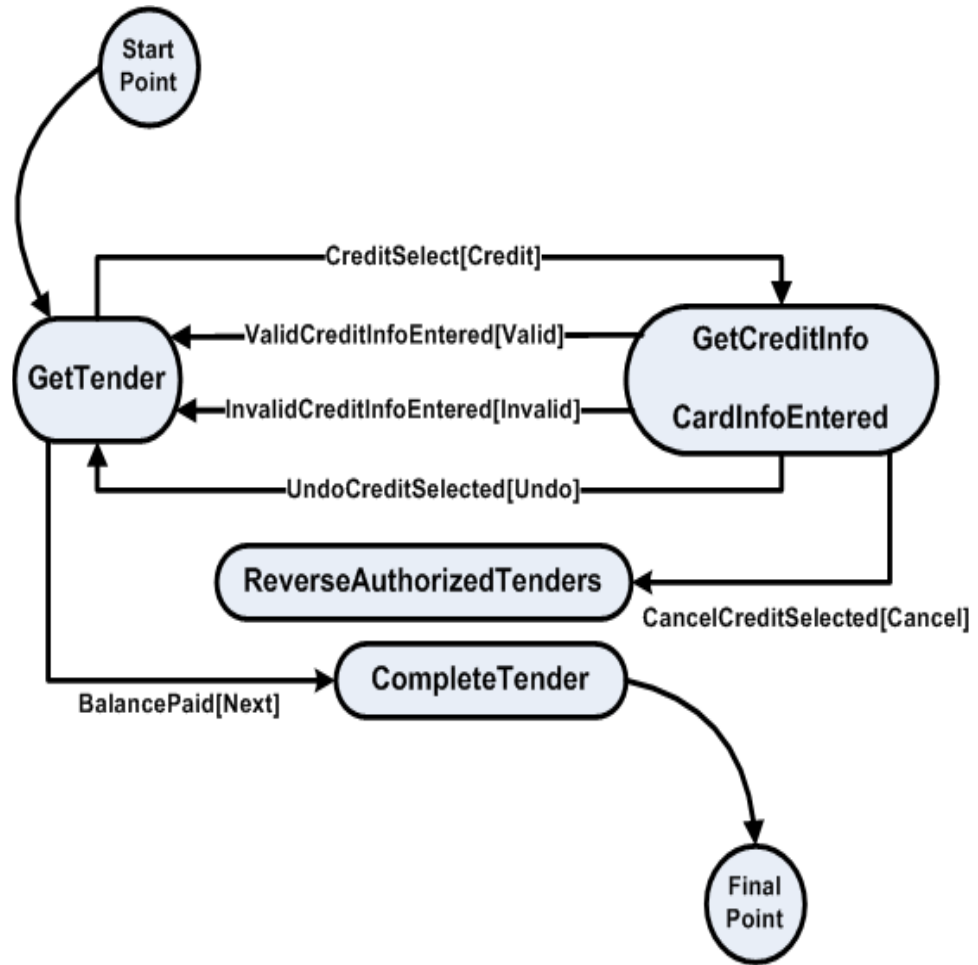 Start
Point
CreditSelect[Credit]
ValidCreditInfoEntered[Valid]
GetCreditInfo
GetTender
InvalidCreditInfoEntered[Invalid]
CardInfoEntered
UndoCreditSelected[Undo]
ReverseAuthorizedTenders
CancelCreditSelected[Cancel]
CompleteTender
BalancePaid[Next]
Final
Point